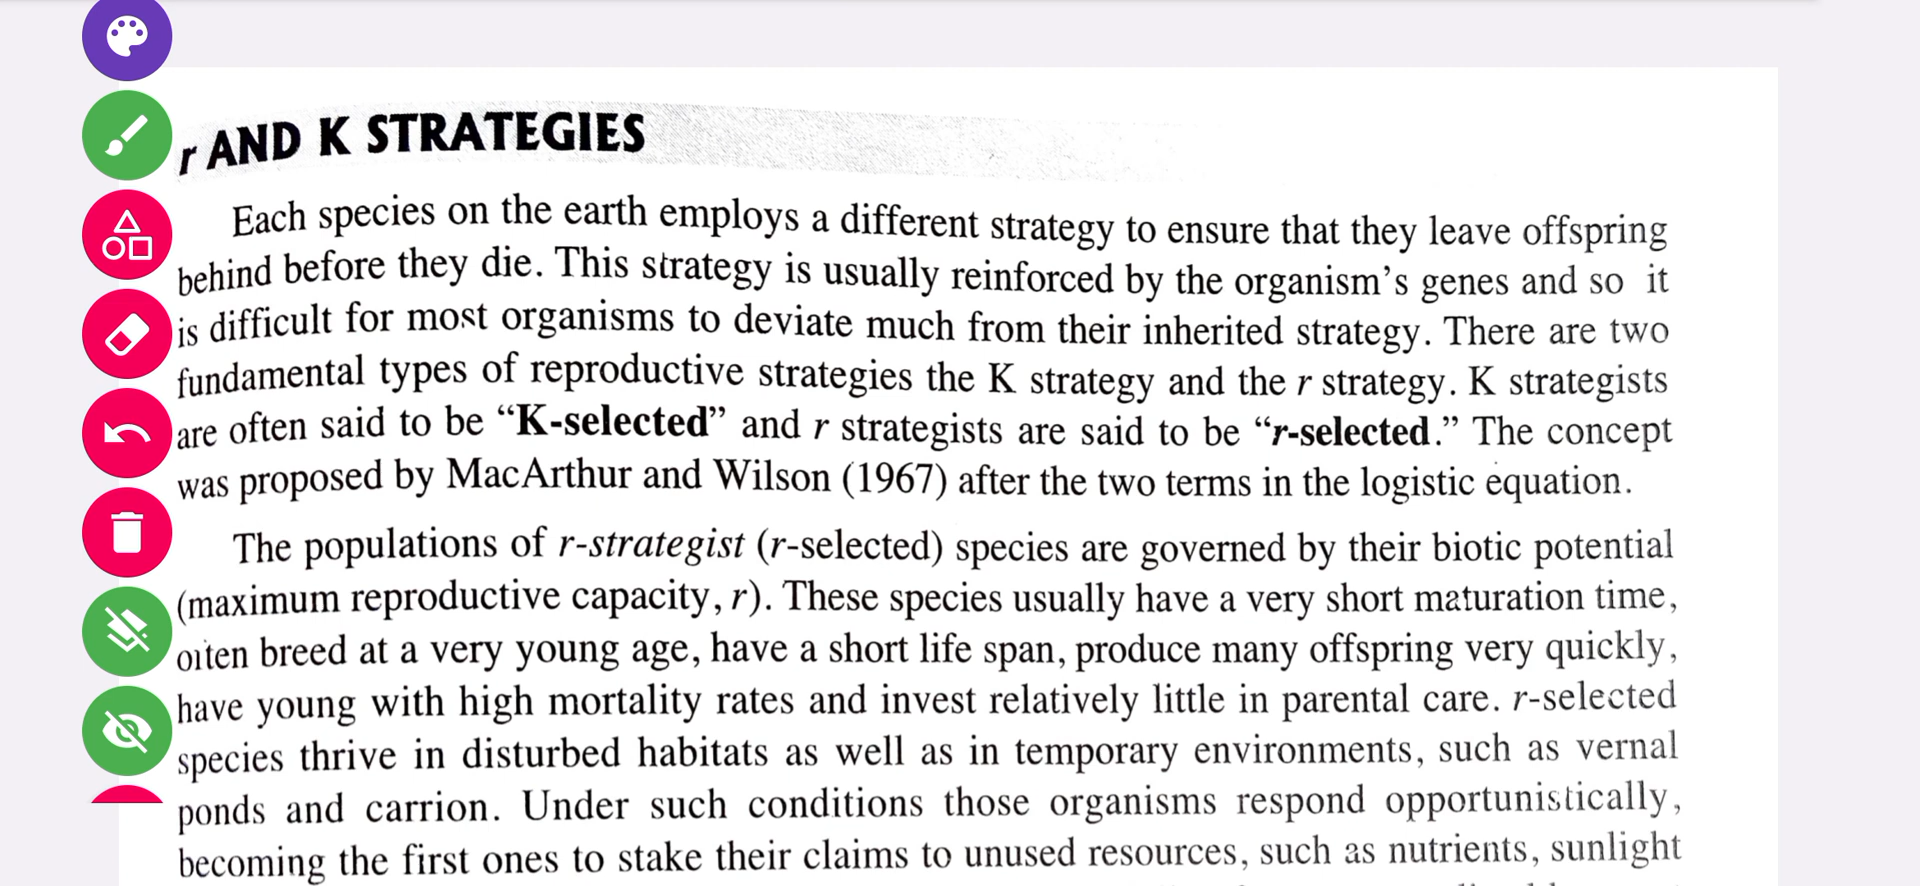 r AND K STRATEGIES
Each species on the earth employs a different strategy to ensure that they leave offspring
behind before they die. This strategy is usually reinforced by the organism's genes and so it
is difficult for most organisms to deviate much from their inherited strategy. There are two
fundamental types of reproductive strategies the K strategy and the r strategy. K strategists
are often said to be “K-selected” and r strategists are said to be “r-selected.” The concept
was proposed by MacArthur and Wilson (1967) after the two terms in the logistic equation.
The populations of r-strategist (r-selected) species are governed by their biotic potential
(maximum reproductive capacity, r). These species usually have a very short maturation time,
often breed at a very young age, have a short life span, produce many offspring very quickly,
have young with high mortality rates and invest relatively little in parental care. r-selected
species thrive in disturbed habitats as well as in temporary environments, such as vernal
ponds and carrion. Under such conditions those organisms respond opportunistically,
becoming the first ones to stake their claims to unused resources, such as nutrients, sunlight